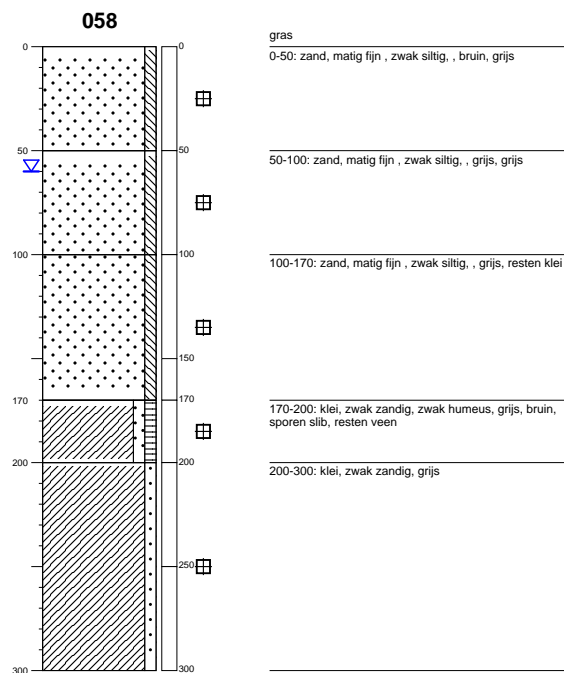 058
gras
0
0
0-50: zand, matig fijn , zwak siltig, , bruin, grijs
50
50
50-100: zand, matig fijn , zwak siltig, , grijs, grijs
100
100
100-170: zand, matig fijn , zwak siltig, , grijs, resten klei
150
170
170
170-200: klei, zwak zandig, zwak humeus, grijs, bruin,
sporen slib, resten veen
200
200
200-300: klei, zwak zandig, grijs
250
300
300